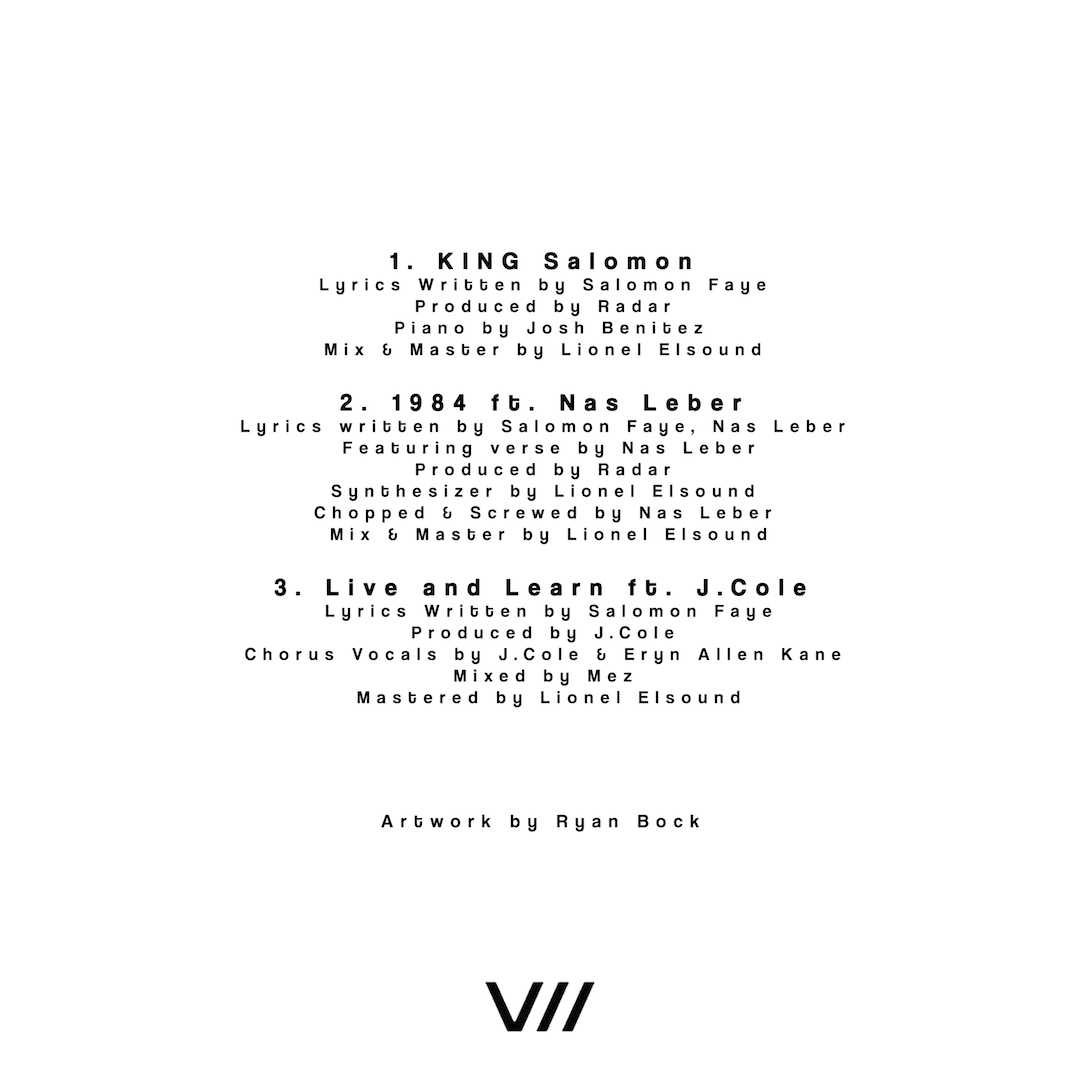 1. KING Salomon
Lyrics Written by Salomon Faye
Produced by Radar
Piano by Josh Benitez
Mix & Master by Lionel Elsound
2. 1984 ft. Nas Leber
Lyrics written by Salomon Faye, Nas Leber
Featuring verse by Nas Leber
Produced by Radar
Synthesizer by Lionel Elsound
Chopped & Screwed by Nas Leber
Mix & Master by Lionel Elsound
3. Live and Learn ft. J.Cole
Lyrics Written by Salomon Faye
Produced by J.Cole
Chorus Vocals by J.Cole & Eryn Allen Kane
Mixed by Mez
Mastered by Lionel Elsound
Artwork by Ryan Bock
VII